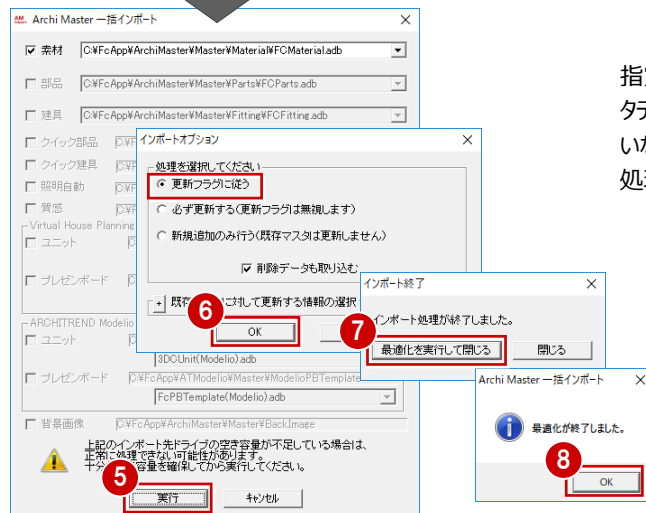 Archi Master 一括インポート
素材 C:¥FcApp¥ArchiMaster¥Master¥Material¥FCMaterial.adb
部品 C:¥FcApp¥ArchiMaster¥Master¥Parts¥FCParts.adb
建具 C:¥FcApp¥ArchiMaster¥Master¥Fitting¥FCFitting.adb
クイック部品
クイック建具
照明自動
質感
Virtual House Planning
ユニット
プレゼンボード
ARCHITREND Modelio
ユニット
3DCUnit(Modelio).adb
プレゼンボード C:¥FcApp¥ATModelio¥Master¥ModelioPBTemplate
FcPBTemplate(Modelio).adb
背景画像 C:¥FcApp¥ArchiMaster¥Master¥BackImage
上記のインポート先ドライブの空き容量が不足している場合は、
正常に処理できない可能性があります。
十分 容量を確保してから実行してください。
5
実行 キャンセル
インポートオプション
処理を選択してください
更新フラグに従う
必ず更新する(更新フラグは無視します)
新規追加のみ行う(既存マスタは更新しません)
削除データも取り込む
+ 既存 に対して更新する情報の選択
6
OK
インポート終了
インポート処理が終了しました。
7
最適化を実行して閉じる 閉じる
Archi Master 一括インポート
最適化が終了しました。
8
OK
指
タデ
いか
処理